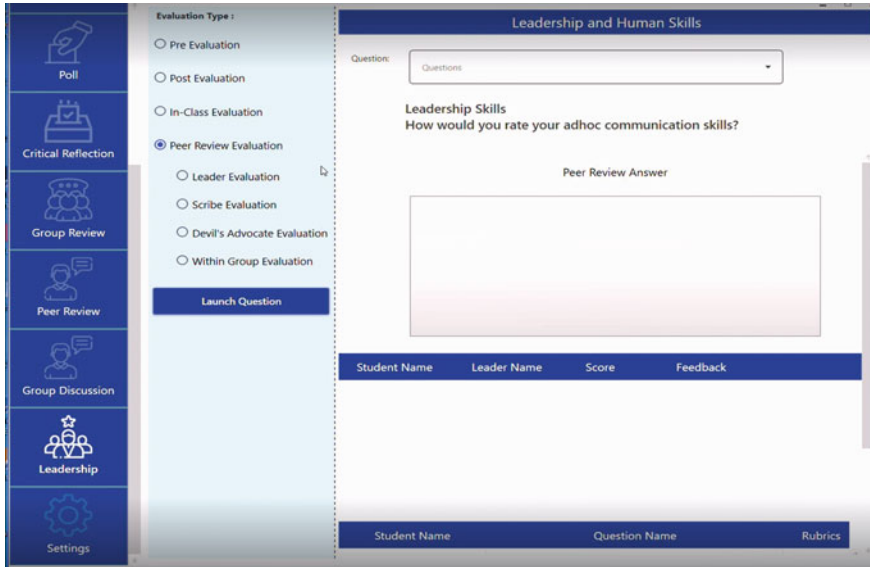 Poll
Critical Reflection
Group Review
Peer Review
Group Discussion
Leadership
Settings
Evaluation Type :
Pre Evaluation
Post Evaluation
In-Class Evaluation
Peer Review Evaluation
Leader Evaluation
Scribe Evaluation
Devil's Advocate Evaluation
Within Group Evaluation
Launch Question
Leadership and Human Skills
Question:
Questions
Leadership Skills
How would you rate your adhoc communication skills?
Peer Review Answer
Student Name Leader Name Score Feedback
Student Name Question Name Rubrics